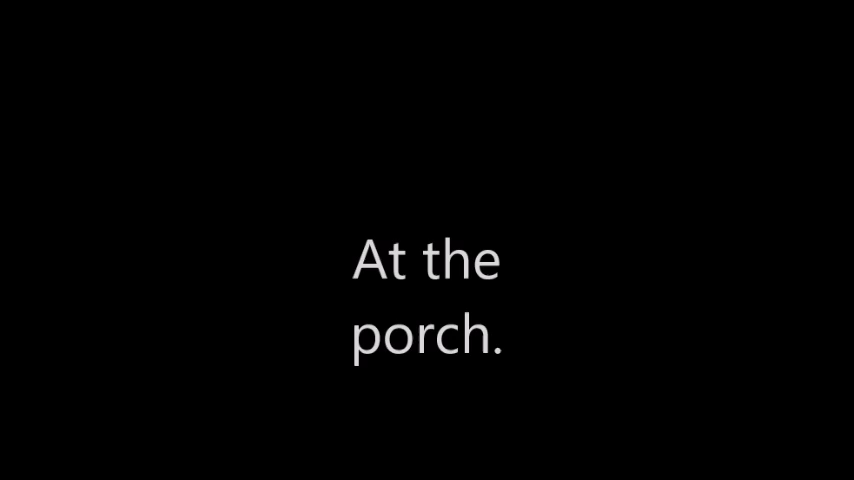 At the
porch.